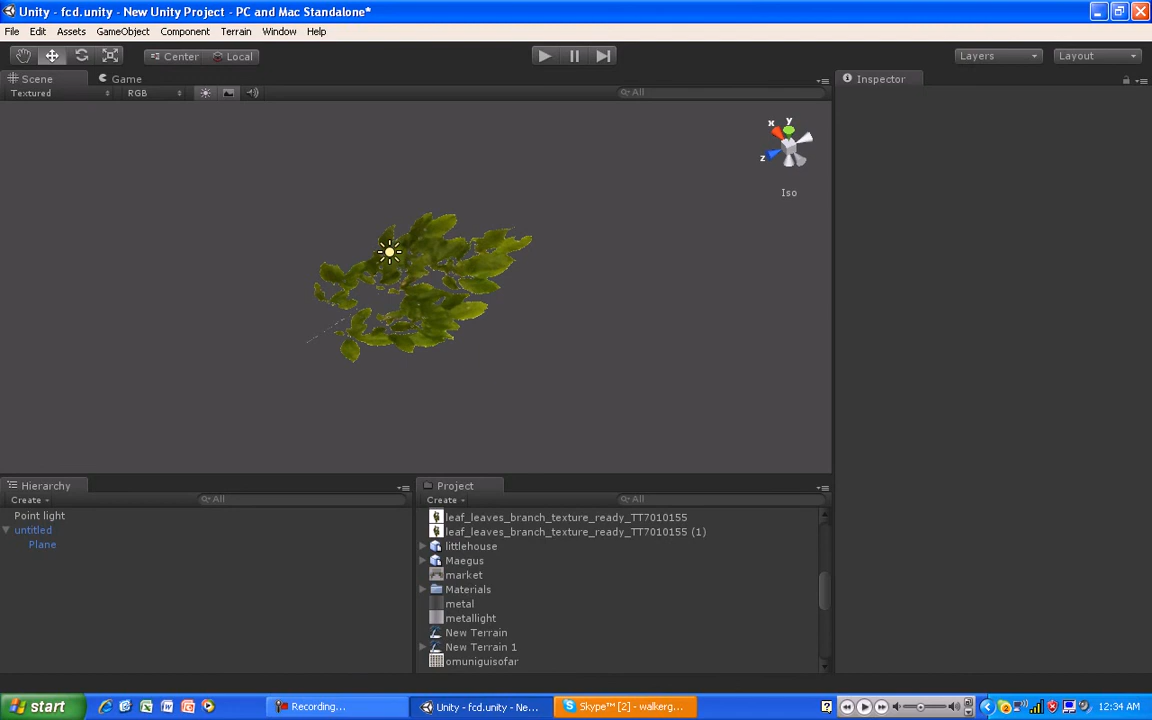 Unity - fcd.unity - New Unity Project - PC and Mac Standalone*
File Edit Assets GameObject Component Terrain Window Help
Center Local Layers Layout
Scene Game Inspector
Textured RGB All
x y
z
Iso
Hierarchy Project
Create All Create All
Point light
untitled
Plane
leaf_leaves_branch_texture_ready_TT7010155
leaf_leaves_branch_texture_ready_TT7010155 (1)
littlehouse
Maegus
market
Materials
metal
metallight
New Terrain
New Terrain 1
omuniguisofar
start Recording... Unity - fcd.unity - Ne... Skype™ [2] - walkerg... 12:34 AM